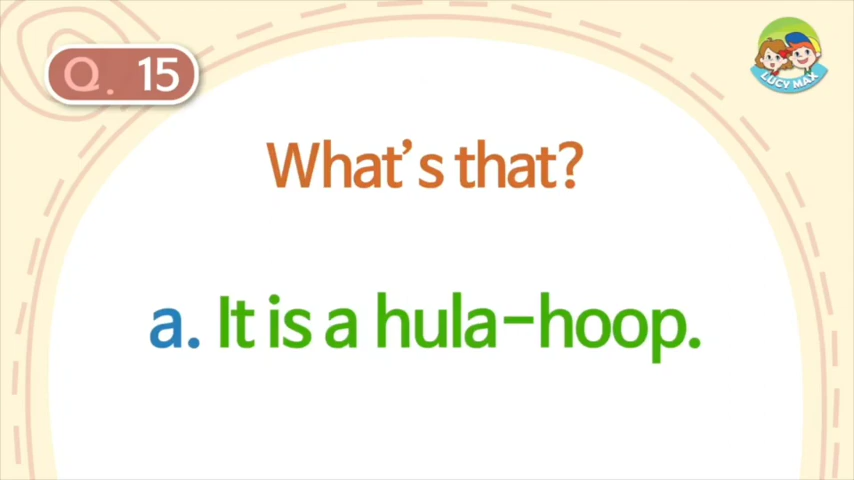 Q. 15
LUCY MAX
What's that?
a. It is a hula-hoop.